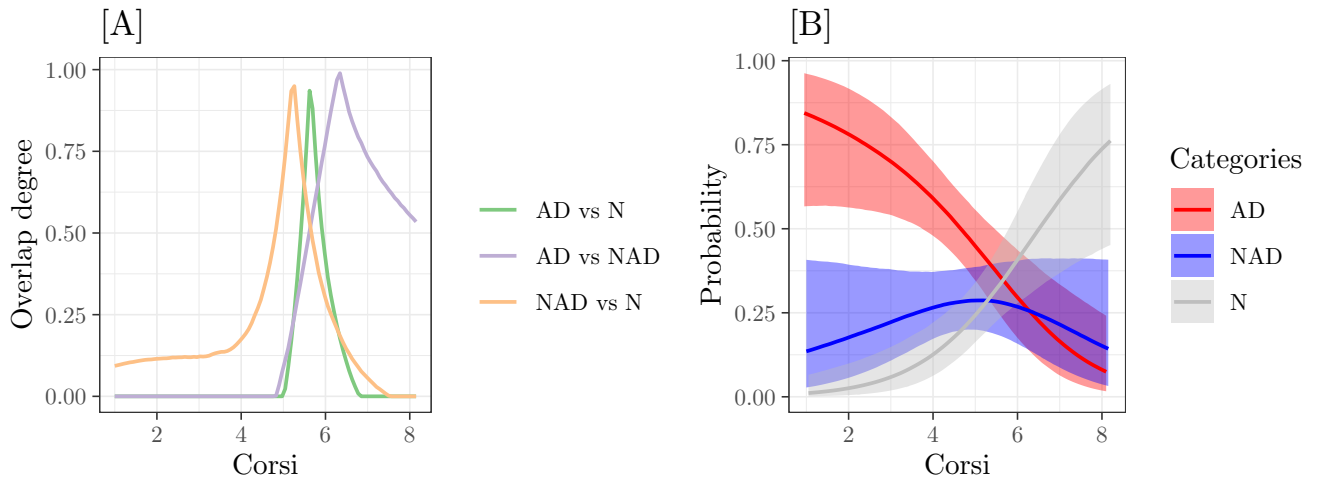 [A]
Overlap degree
1.00
0.75
0.50
0.25
0.00
2 4 6 8
Corsi
AD vs N
AD vs NAD
NAD vs N
[B]
Probability
1.00
0.75
0.50
0.25
0.00
2 4 6 8
Corsi
Categories
AD
NAD
N